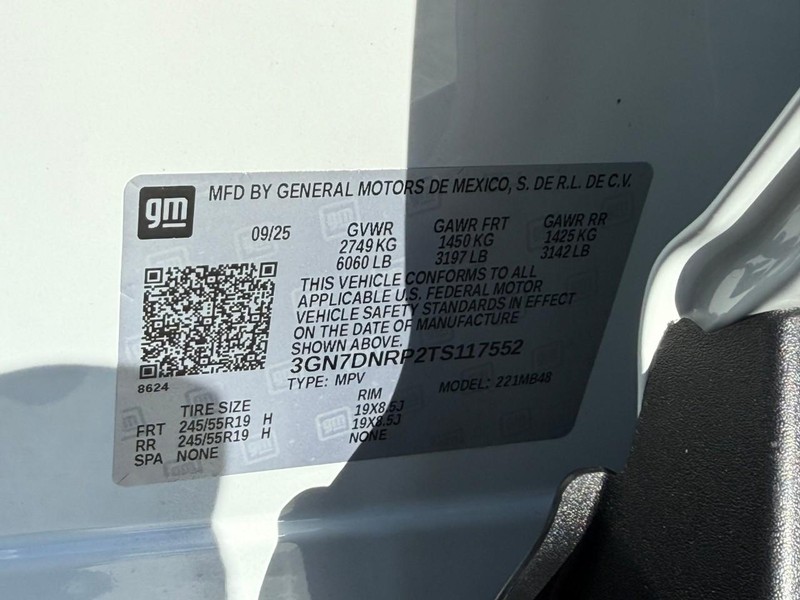 gm
MFD BY GENERAL MOTORS DE MEXICO, S. DE R.L. DE C.V.
09/25 GVWR GAWR FRT GAWR RR
2749 KG 1450 KG 1425 KG
6060 LB 3197 LB 3142 LB
THIS VEHICLE CONFORMS TO ALL
APPLICABLE U.S. FEDERAL MOTOR
VEHICLE SAFETY STANDARDS IN EFFECT
ON THE DATE OF MANUFACTURE
SHOWN ABOVE.
3GN7DNRP2TS117552
8624
TYPE: MPV MODEL: 221MB48
TIRE SIZE RIM
FRT 245/55R19 H 19X8.5J
RR 245/55R19 H 19X8.5J
SPA NONE NONE